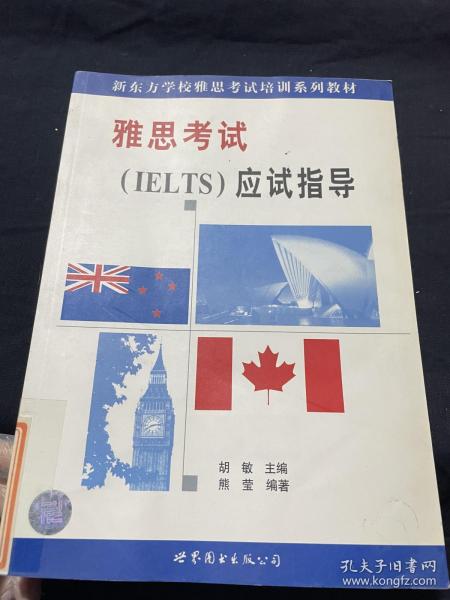 新东方学校雅思考试培训系列教材
雅思考试
(IELTS)应试指导
胡 敏 主编
熊 莹 编著
世界图书出版公司
孔夫子旧书网
www.kongfz.com